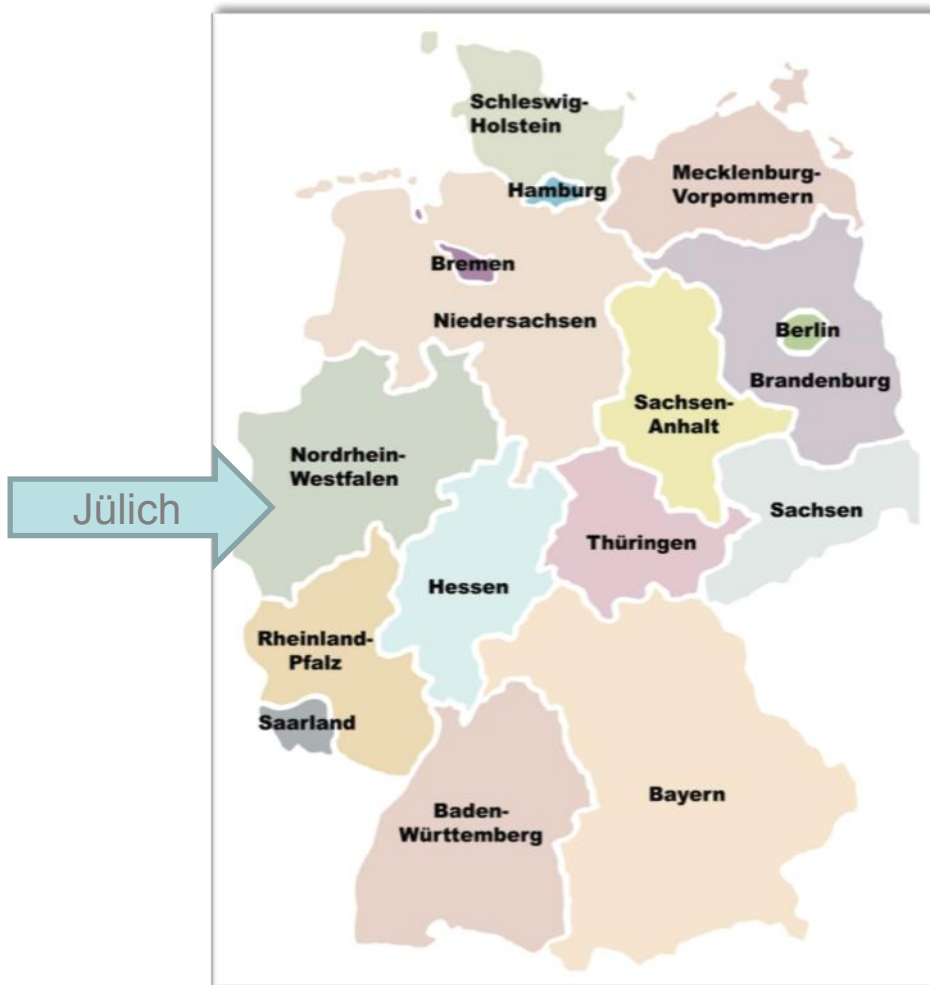 Schleswig-
Holstein
Mecklenburg-
Vorpommern
Hamburg
Bremen
Niedersachsen
Berlin
Brandenburg
Sachsen-
Anhalt
Nordrhein-
Westfalen
Jülich
Sachsen
Thüringen
Hessen
Rheinland-
Pfalz
Saarland
Bayern
Baden-
Württemberg